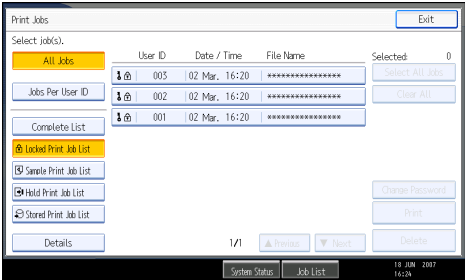 Print Jobs
Exit
Select job(s).
All Jobs
User ID
Date / Time
File Name
Selected:
0
Select All Jobs
003
02 Mar. 16:20
****************
Jobs Per User ID
002
02 Mar. 16:20
****************
Clear All
001
02 Mar. 16:20
****************
Complete List
Locked Print Job List
Sample Print Job List
Hold Print Job List
Change Password
Stored Print Job List
Print
Details
1/1
▲ Previous
▼ Next
Delete
System Status
Job List
18 JUN 2007
16:24